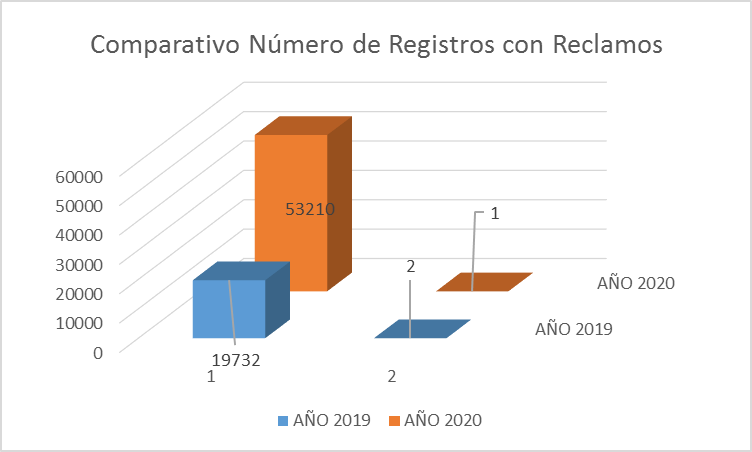 Comparativo Número de Registros con Reclamos
60000
50000
40000
30000
20000
10000
0
53210
1
2
19732
AÑO 2020
AÑO 2019
1
2
AÑO 2019
AÑO 2020